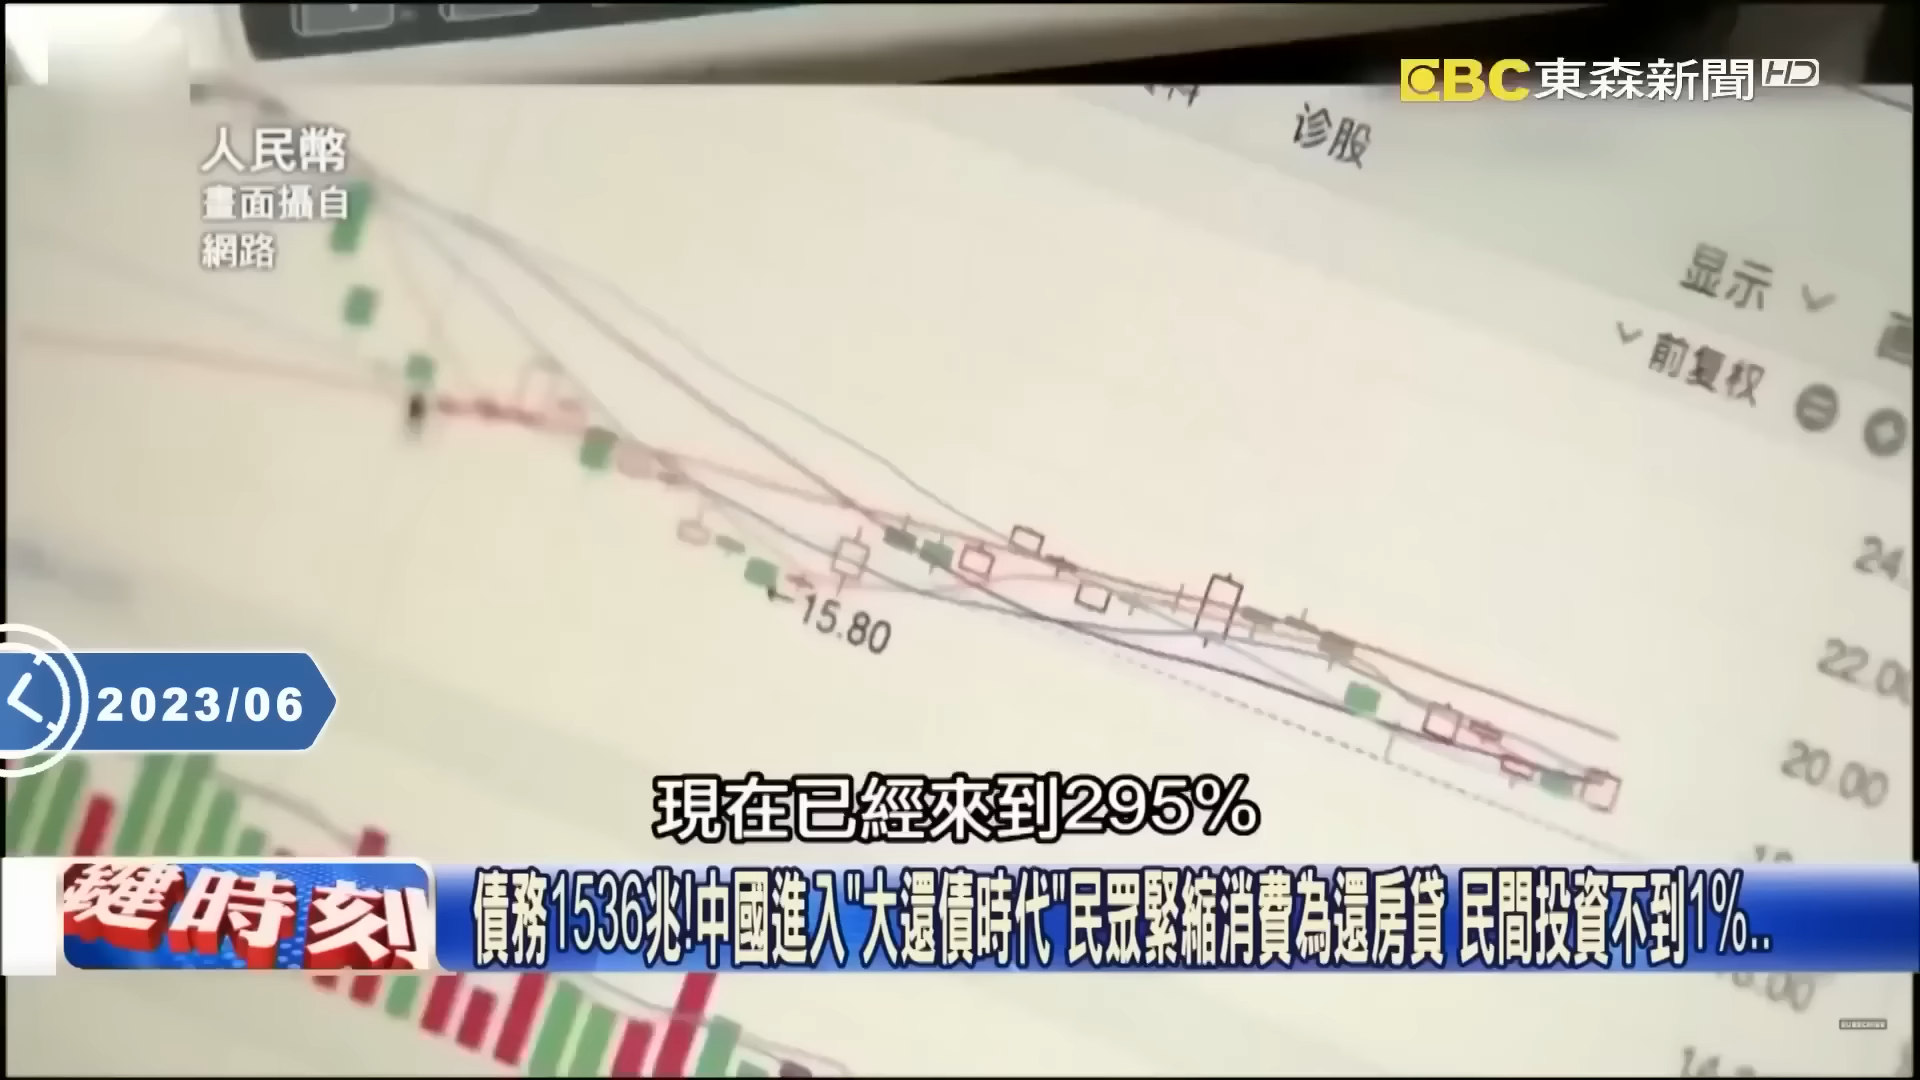 EBC東森新聞HD
诊股
人民幣
畫面攝自
網路
显示
前复权
24.
22.00
15.80
2023/06
20.00
現在已經來到295%
鍵時刻
債務1536兆!中國進入"大還債時代"民眾緊縮消費為還房貸 民間投資不到1%..